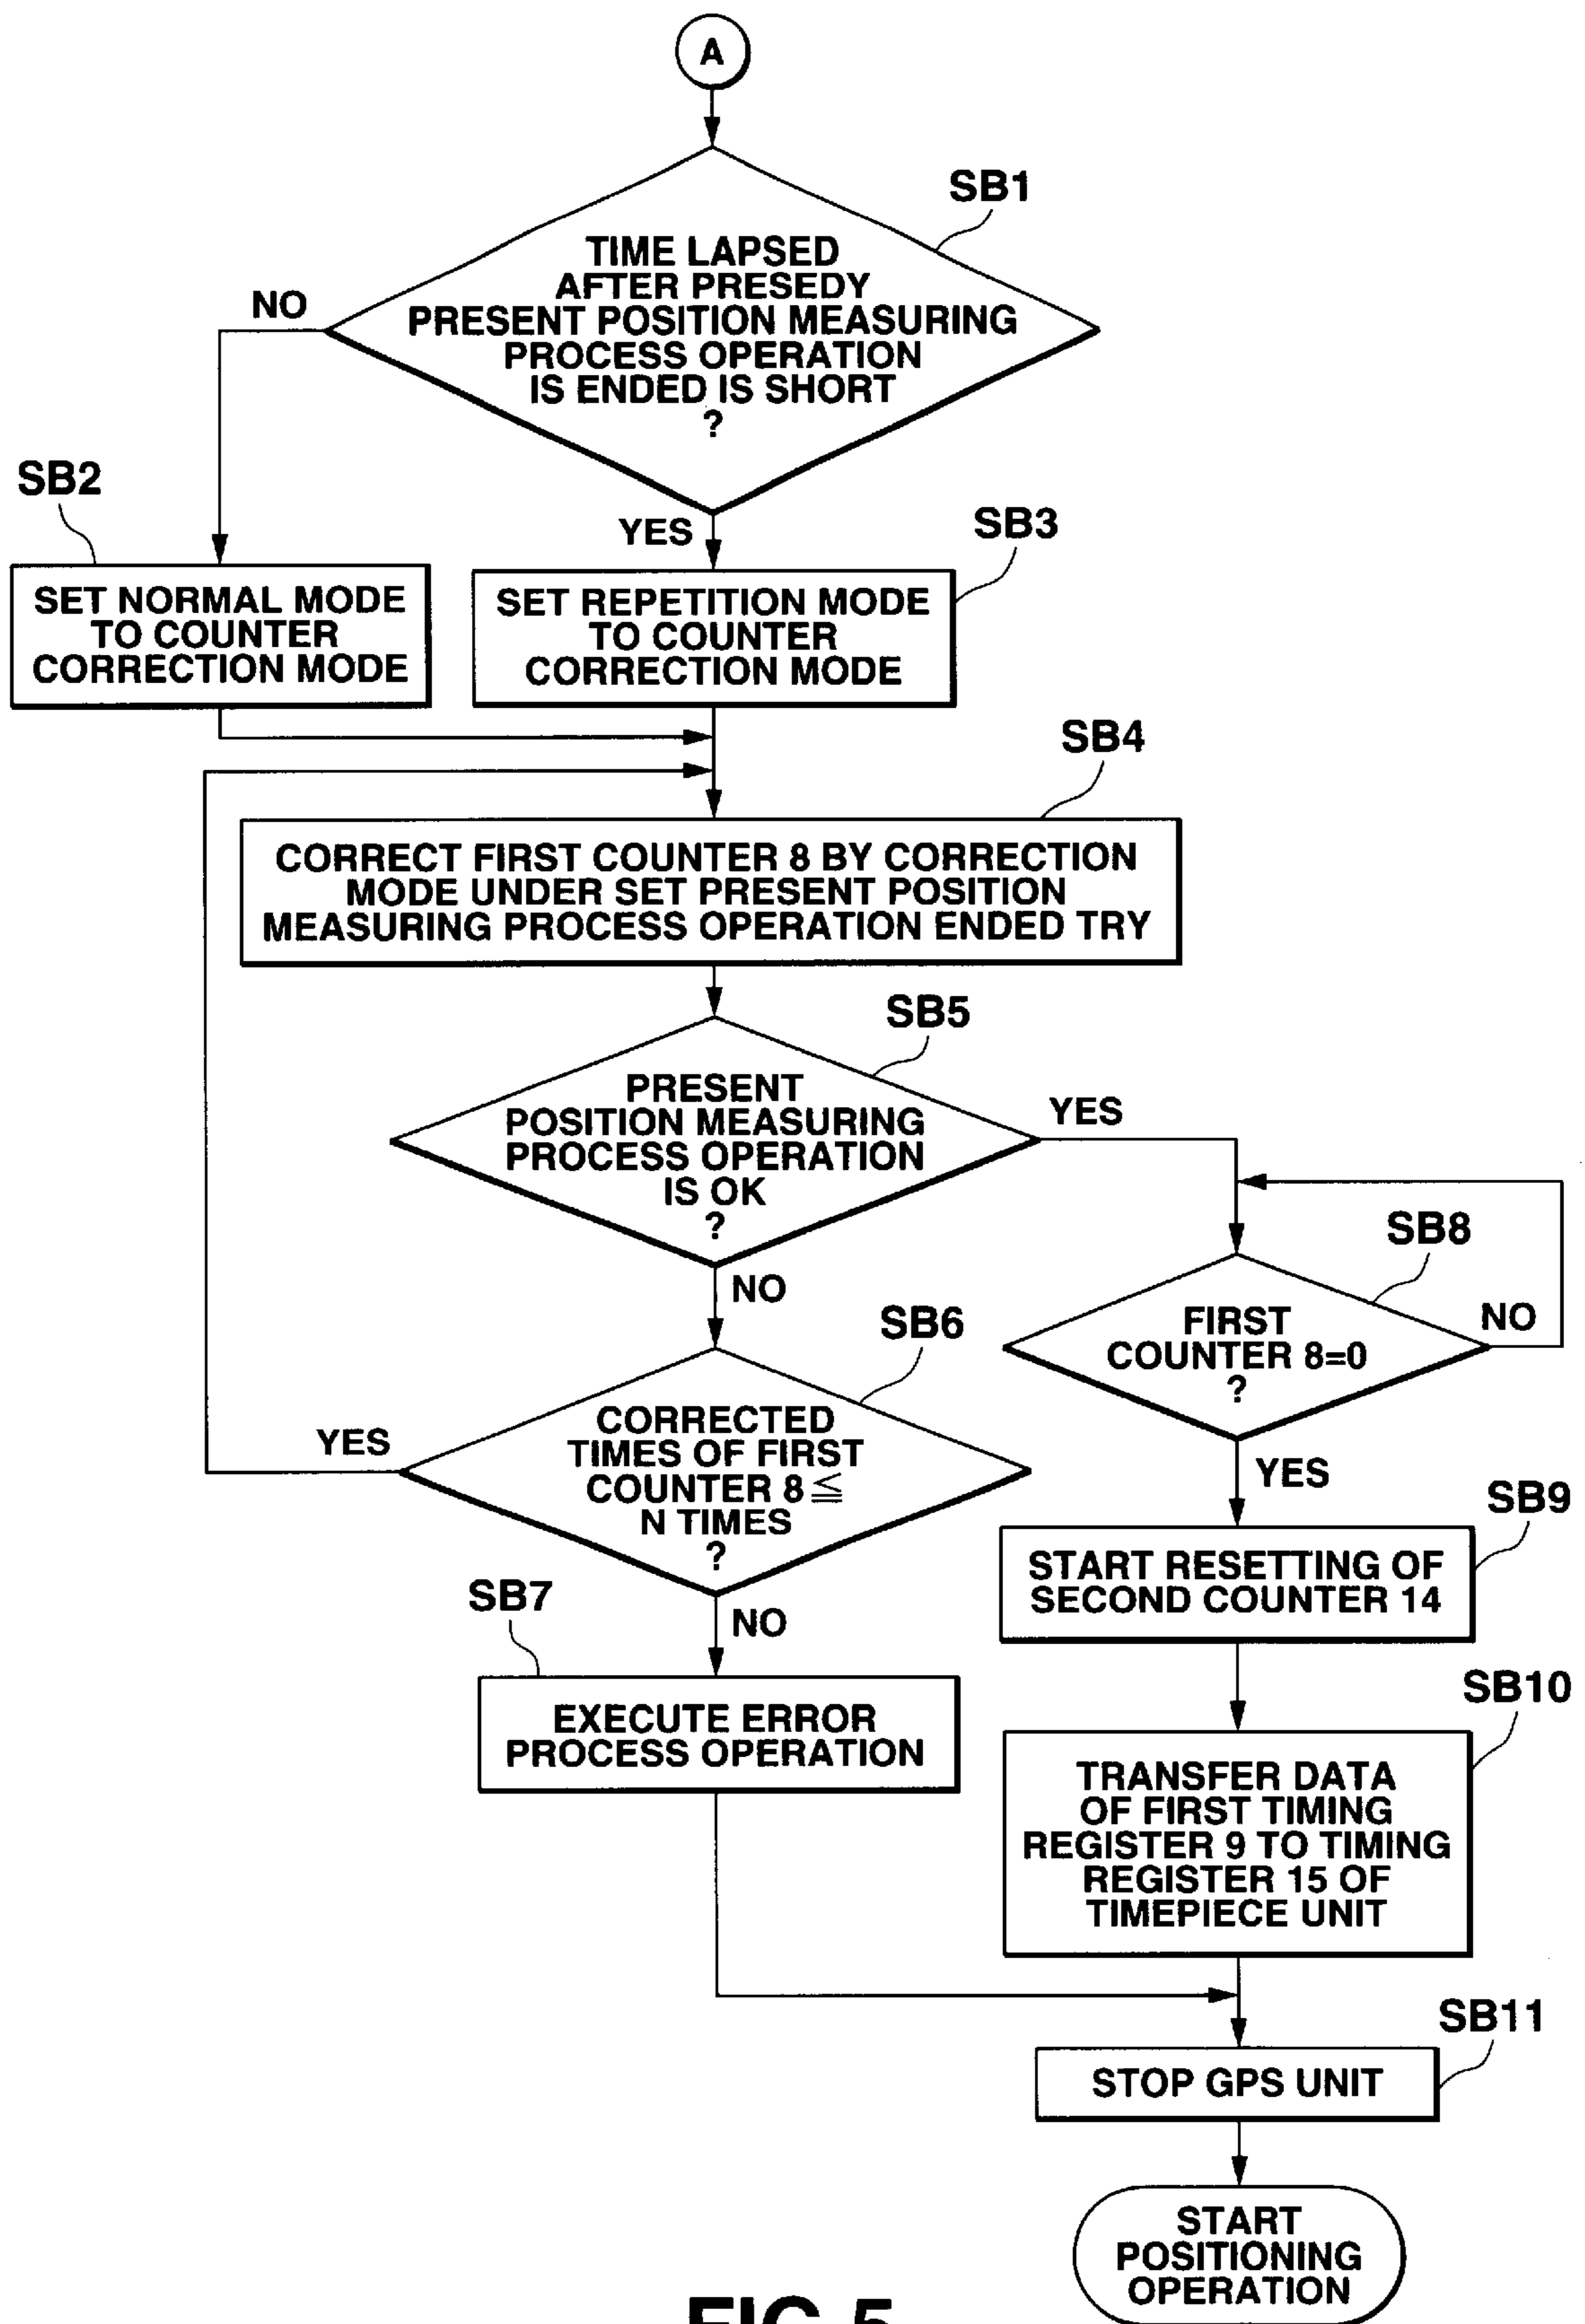 A
SB1
TIME LAPSED
AFTER PRESEDY
PRESENT POSITION MEASURING
PROCESS OPERATION
IS ENDED IS SHORT
?
NO
YES
SB2
SET NORMAL MODE
TO COUNTER
CORRECTION MODE
SB3
SET REPETITION MODE
TO COUNTER
CORRECTION MODE
SB4
CORRECT FIRST COUNTER 8 BY CORRECTION
MODE UNDER SET PRESENT POSITION
MEASURING PROCESS OPERATION ENDED TRY
SB5
PRESENT
POSITION MEASURING
PROCESS OPERATION
IS OK
?
YES
NO
SB6
CORRECTED
TIMES OF FIRST
COUNTER 8 ≦
N TIMES
?
YES
NO
SB7
EXECUTE ERROR
PROCESS OPERATION
SB8
FIRST
COUNTER 8=0
?
NO
YES
SB9
START RESETTING OF
SECOND COUNTER 14
SB10
TRANSFER DATA
OF FIRST TIMING
REGISTER 9 TO TIMING
REGISTER 15 OF
TIMEPIECE UNIT
SB11
STOP GPS UNIT
START
POSITIONING
OPERATION
FIG.5